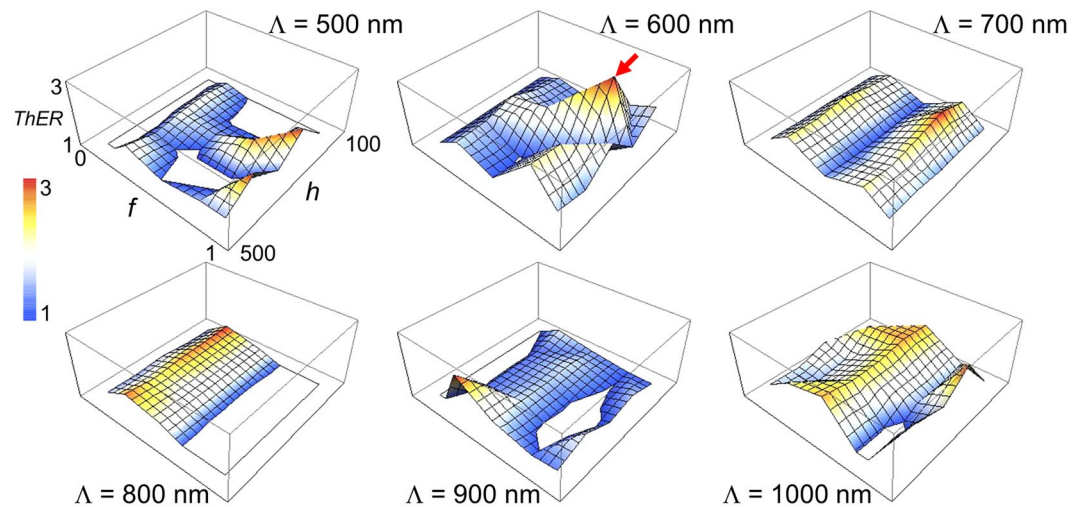 Λ = 500 nm
Λ = 600 nm
Λ = 700 nm
3
ThER
1
0
100
3
f
h
1 500
1
Λ = 800 nm
Λ = 900 nm
Λ = 1000 nm